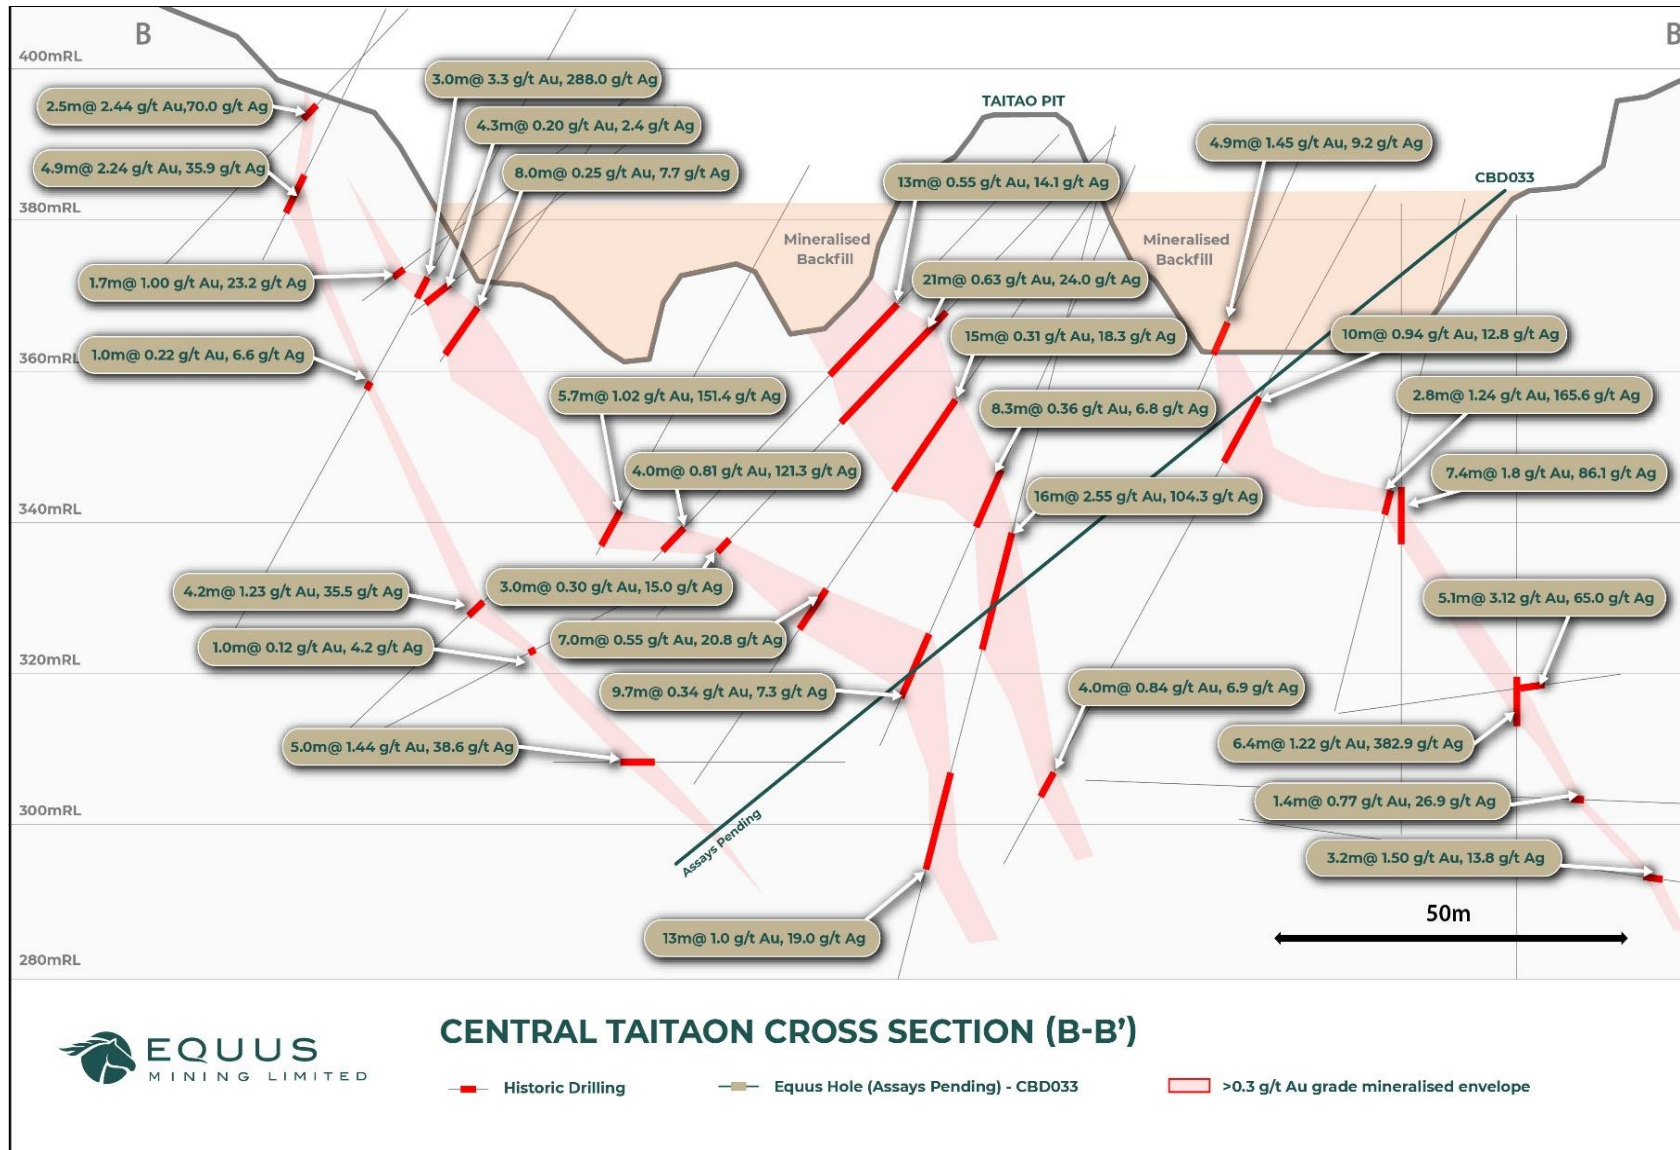 B
B
400mRL
3.0m@ 3.3 g/t Au, 288.0 g/t Ag
2.5m@ 2.44 g/t Au,70.0 g/t Ag
TAITAO PIT
4.3m@ 0.20 g/t Au, 2.4 g/t Ag
4.9m@ 1.45 g/t Au, 9.2 g/t Ag
4.9m@ 2.24 g/t Au, 35.9 g/t Ag
8.0m@ 0.25 g/t Au, 7.7 g/t Ag
13m@ 0.55 g/t Au, 14.1 g/t Ag
CBD033
380mRL
Mineralised
Backfill
Mineralised
Backfill
1.7m@ 1.00 g/t Au, 23.2 g/t Ag
21m@ 0.63 g/t Au, 24.0 g/t Ag
15m@ 0.31 g/t Au, 18.3 g/t Ag
10m@ 0.94 g/t Au, 12.8 g/t Ag
360mRL
1.0m@ 0.22 g/t Au, 6.6 g/t Ag
5.7m@ 1.02 g/t Au, 151.4 g/t Ag
8.3m@ 0.36 g/t Au, 6.8 g/t Ag
2.8m@ 1.24 g/t Au, 165.6 g/t Ag
4.0m@ 0.81 g/t Au, 121.3 g/t Ag
7.4m@ 1.8 g/t Au, 86.1 g/t Ag
16m@ 2.55 g/t Au, 104.3 g/t Ag
340mRL
4.2m@ 1.23 g/t Au, 35.5 g/t Ag
3.0m@ 0.30 g/t Au, 15.0 g/t Ag
5.1m@ 3.12 g/t Au, 65.0 g/t Ag
1.0m@ 0.12 g/t Au, 4.2 g/t Ag
7.0m@ 0.55 g/t Au, 20.8 g/t Ag
320mRL
9.7m@ 0.34 g/t Au, 7.3 g/t Ag
4.0m@ 0.84 g/t Au, 6.9 g/t Ag
5.0m@ 1.44 g/t Au, 38.6 g/t Ag
6.4m@ 1.22 g/t Au, 382.9 g/t Ag
300mRL
1.4m@ 0.77 g/t Au, 26.9 g/t Ag
Assays Pending
3.2m@ 1.50 g/t Au, 13.8 g/t Ag
50m
13m@ 1.0 g/t Au, 19.0 g/t Ag
280mRL
EQUUS
MINING LIMITED
CENTRAL TAITAON CROSS SECTION (B-B’)
Historic Drilling
Equus Hole (Assays Pending) - CBD033
>0.3 g/t Au grade mineralised envelope